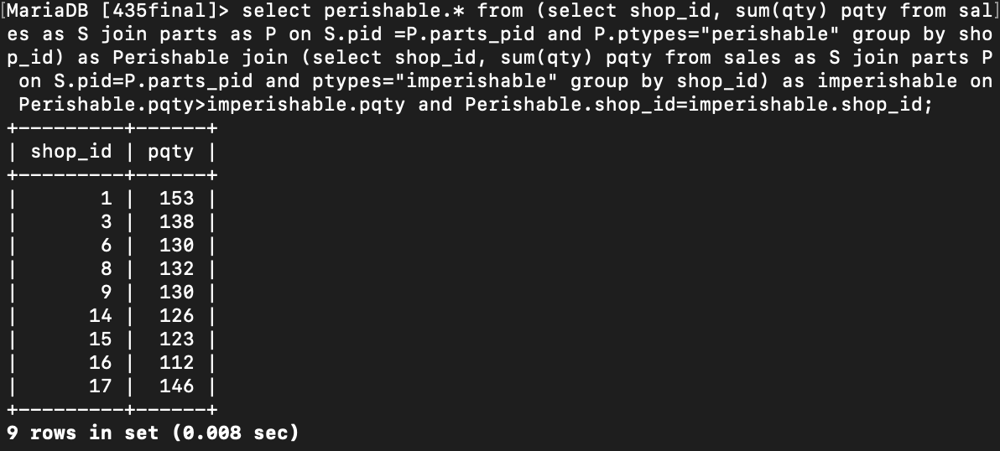 [MariaDB [435final]> select perishable.* from (select shop_id, sum(qty) pqty from sal]
es as S join parts as P on S.pid =P.parts_pid and P.ptypes="perishable" group by sho
p_id) as Perishable join (select shop_id, sum(qty) pqty from sales as S join parts P
 on S.pid=P.parts_pid and ptypes="imperishable" group by shop_id) as imperishable on
 Perishable.pqty>imperishable.pqty and Perishable.shop_id=imperishable.shop_id;
+---------+------+
| shop_id | pqty |
+---------+------+
|       1 |  153 |
|       3 |  138 |
|       6 |  130 |
|       8 |  132 |
|       9 |  130 |
|      14 |  126 |
|      15 |  123 |
|      16 |  112 |
|      17 |  146 |
+---------+------+
9 rows in set (0.008 sec)